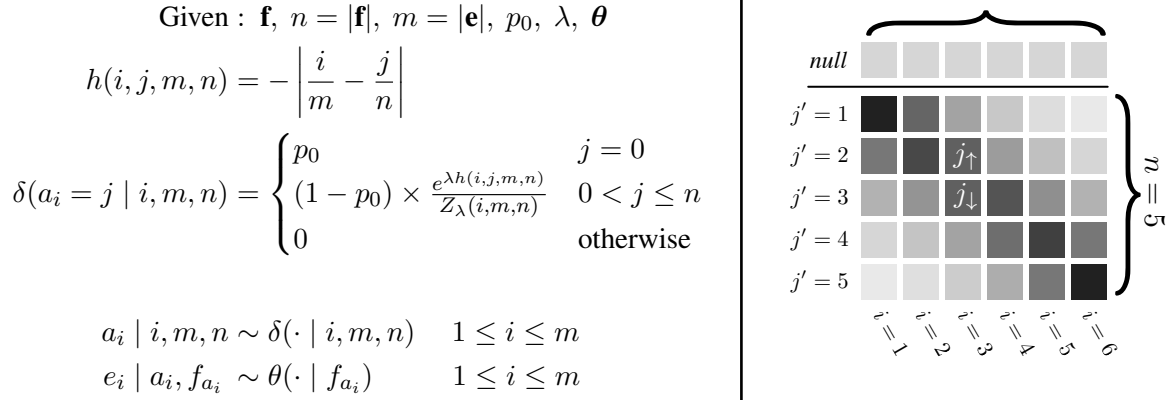 Given : f, n = |f|, m = |e|, p₀, λ, θ
h(i, j, m, n) = − | i/m − j/n |
δ(aᵢ = j | i, m, n) = { p₀ j = 0
(1 − p₀) × e^{λh(i,j,m,n)} / Z_λ(i,m,n) 0 < j ≤ n
0 otherwise
aᵢ | i, m, n ∼ δ(· | i, m, n) 1 ≤ i ≤ m
eᵢ | aᵢ, f_{aᵢ} ∼ θ(· | f_{aᵢ}) 1 ≤ i ≤ m
null
j′ = 1
j′ = 2
j↑
j′ = 3
j↓
j′ = 4
j′ = 5
n = 5
i = 1
i = 2
i = 3
i = 4
i = 5
i = 6